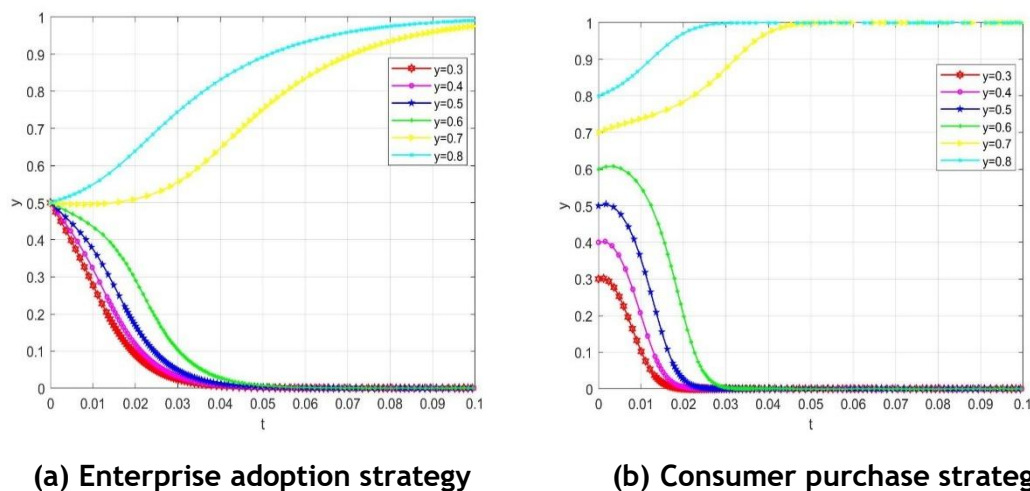 1
0.9
0.8
0.7
0.6
0.5
0.4
0.3
0.2
0.1
0
y
0 0.01 0.02 0.03 0.04 0.05 0.06 0.07 0.08 0.09 0.1
t
y=0.3
y=0.4
y=0.5
y=0.6
y=0.7
y=0.8
(a) Enterprise adoption strategy
1
0.9
0.8
0.7
0.6
0.5
0.4
0.3
0.2
0.1
0
y
0 0.01 0.02 0.03 0.04 0.05 0.06 0.07 0.08 0.09 0.1
t
y=0.3
y=0.4
y=0.5
y=0.6
y=0.7
y=0.8
(b) Consumer purchase strateg